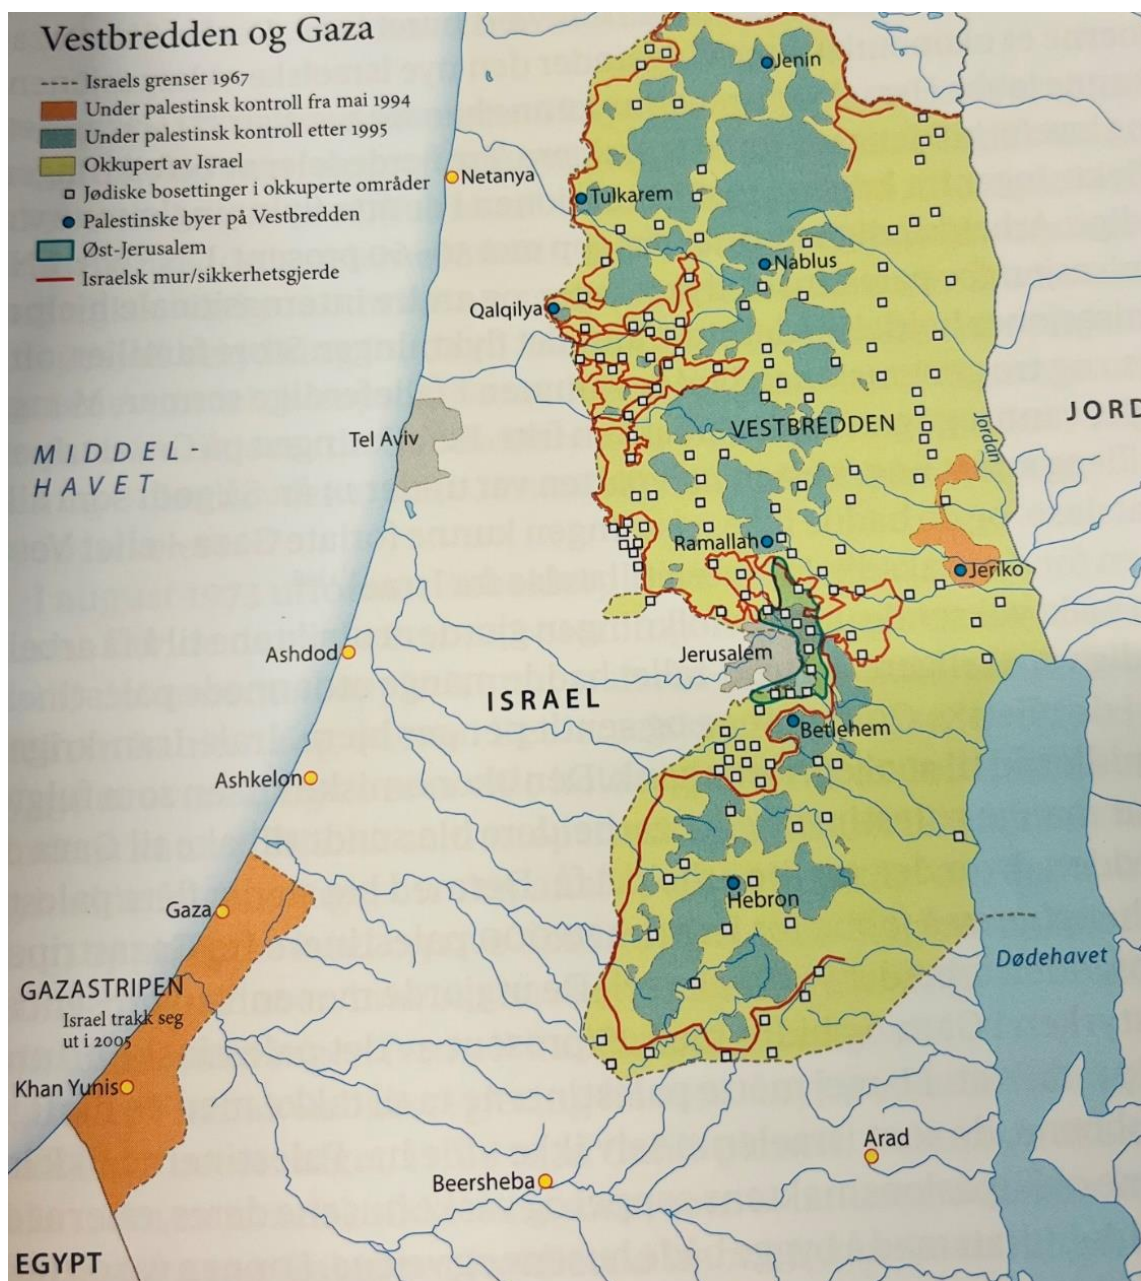 Vestbredden og Gaza
Israels grenser 1967
Under palestinsk kontroll fra mai 1994
Under palestinsk kontroll etter 1995
Okkupert av Israel
Jødiske bosettinger i okkuperte områder
Palestinske byer på Vestbredden
Øst-Jerusalem
Israelsk mur/sikkerhetsgjerde
Jenin
Netanya
Tulkarem
Nablus
Qalqilya
JORD
Tel Aviv
VESTBREDDEN
Jordan
MIDDEL-
HAVET
Ramallah
Jeriko
Ashdod
Jerusalem
ISRAEL
Betlehem
Ashkelon
Hebron
Gaza
Dødehavet
GAZASTRIPEN
Israel trakk seg
ut i 2005
Khan Yunis
Arad
Beersheba
EGYPT